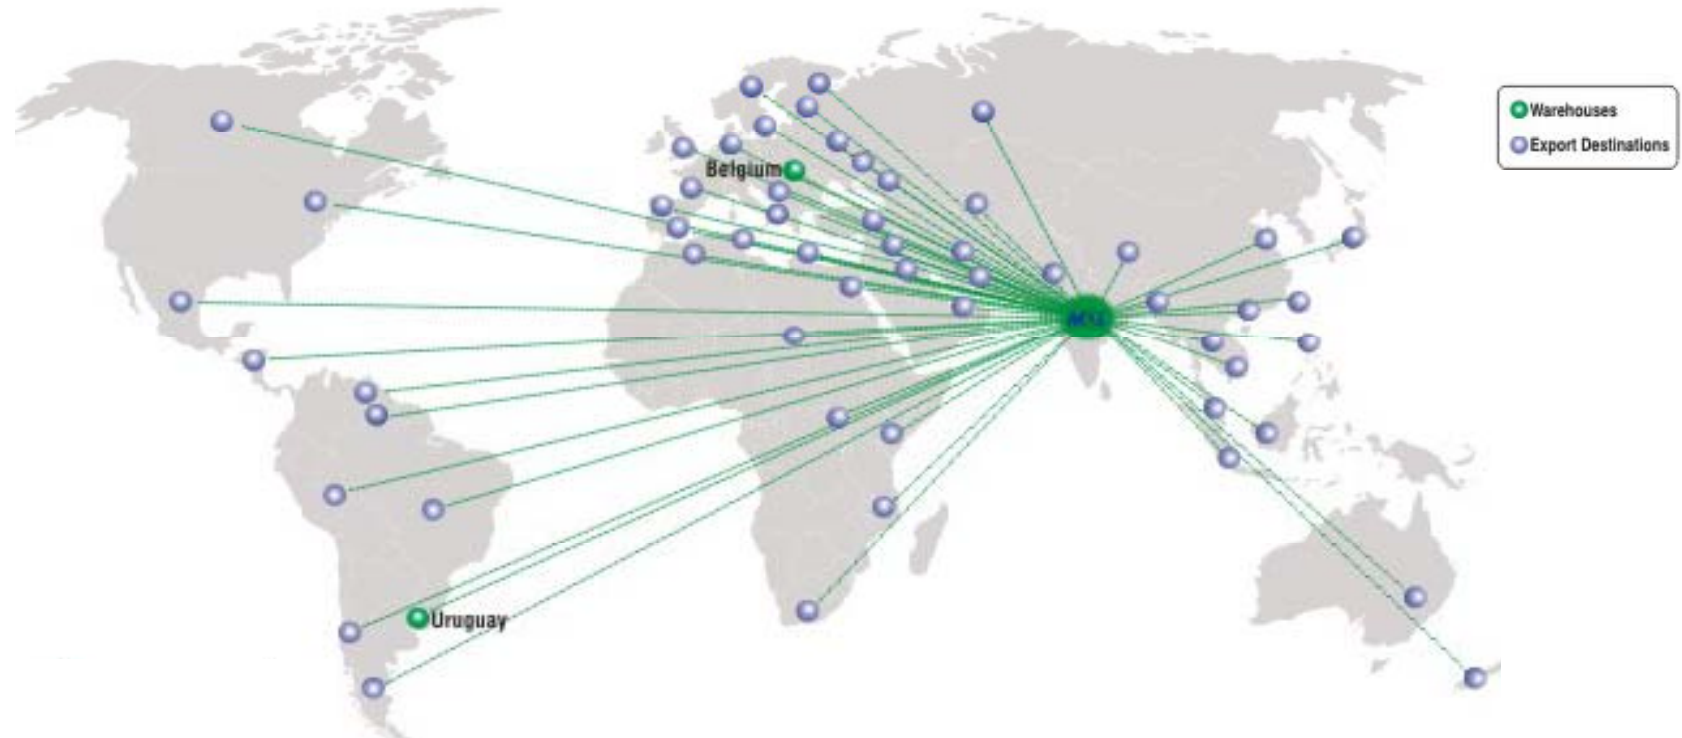 Warehouses
Export Destinations
Belgium
Uruguay